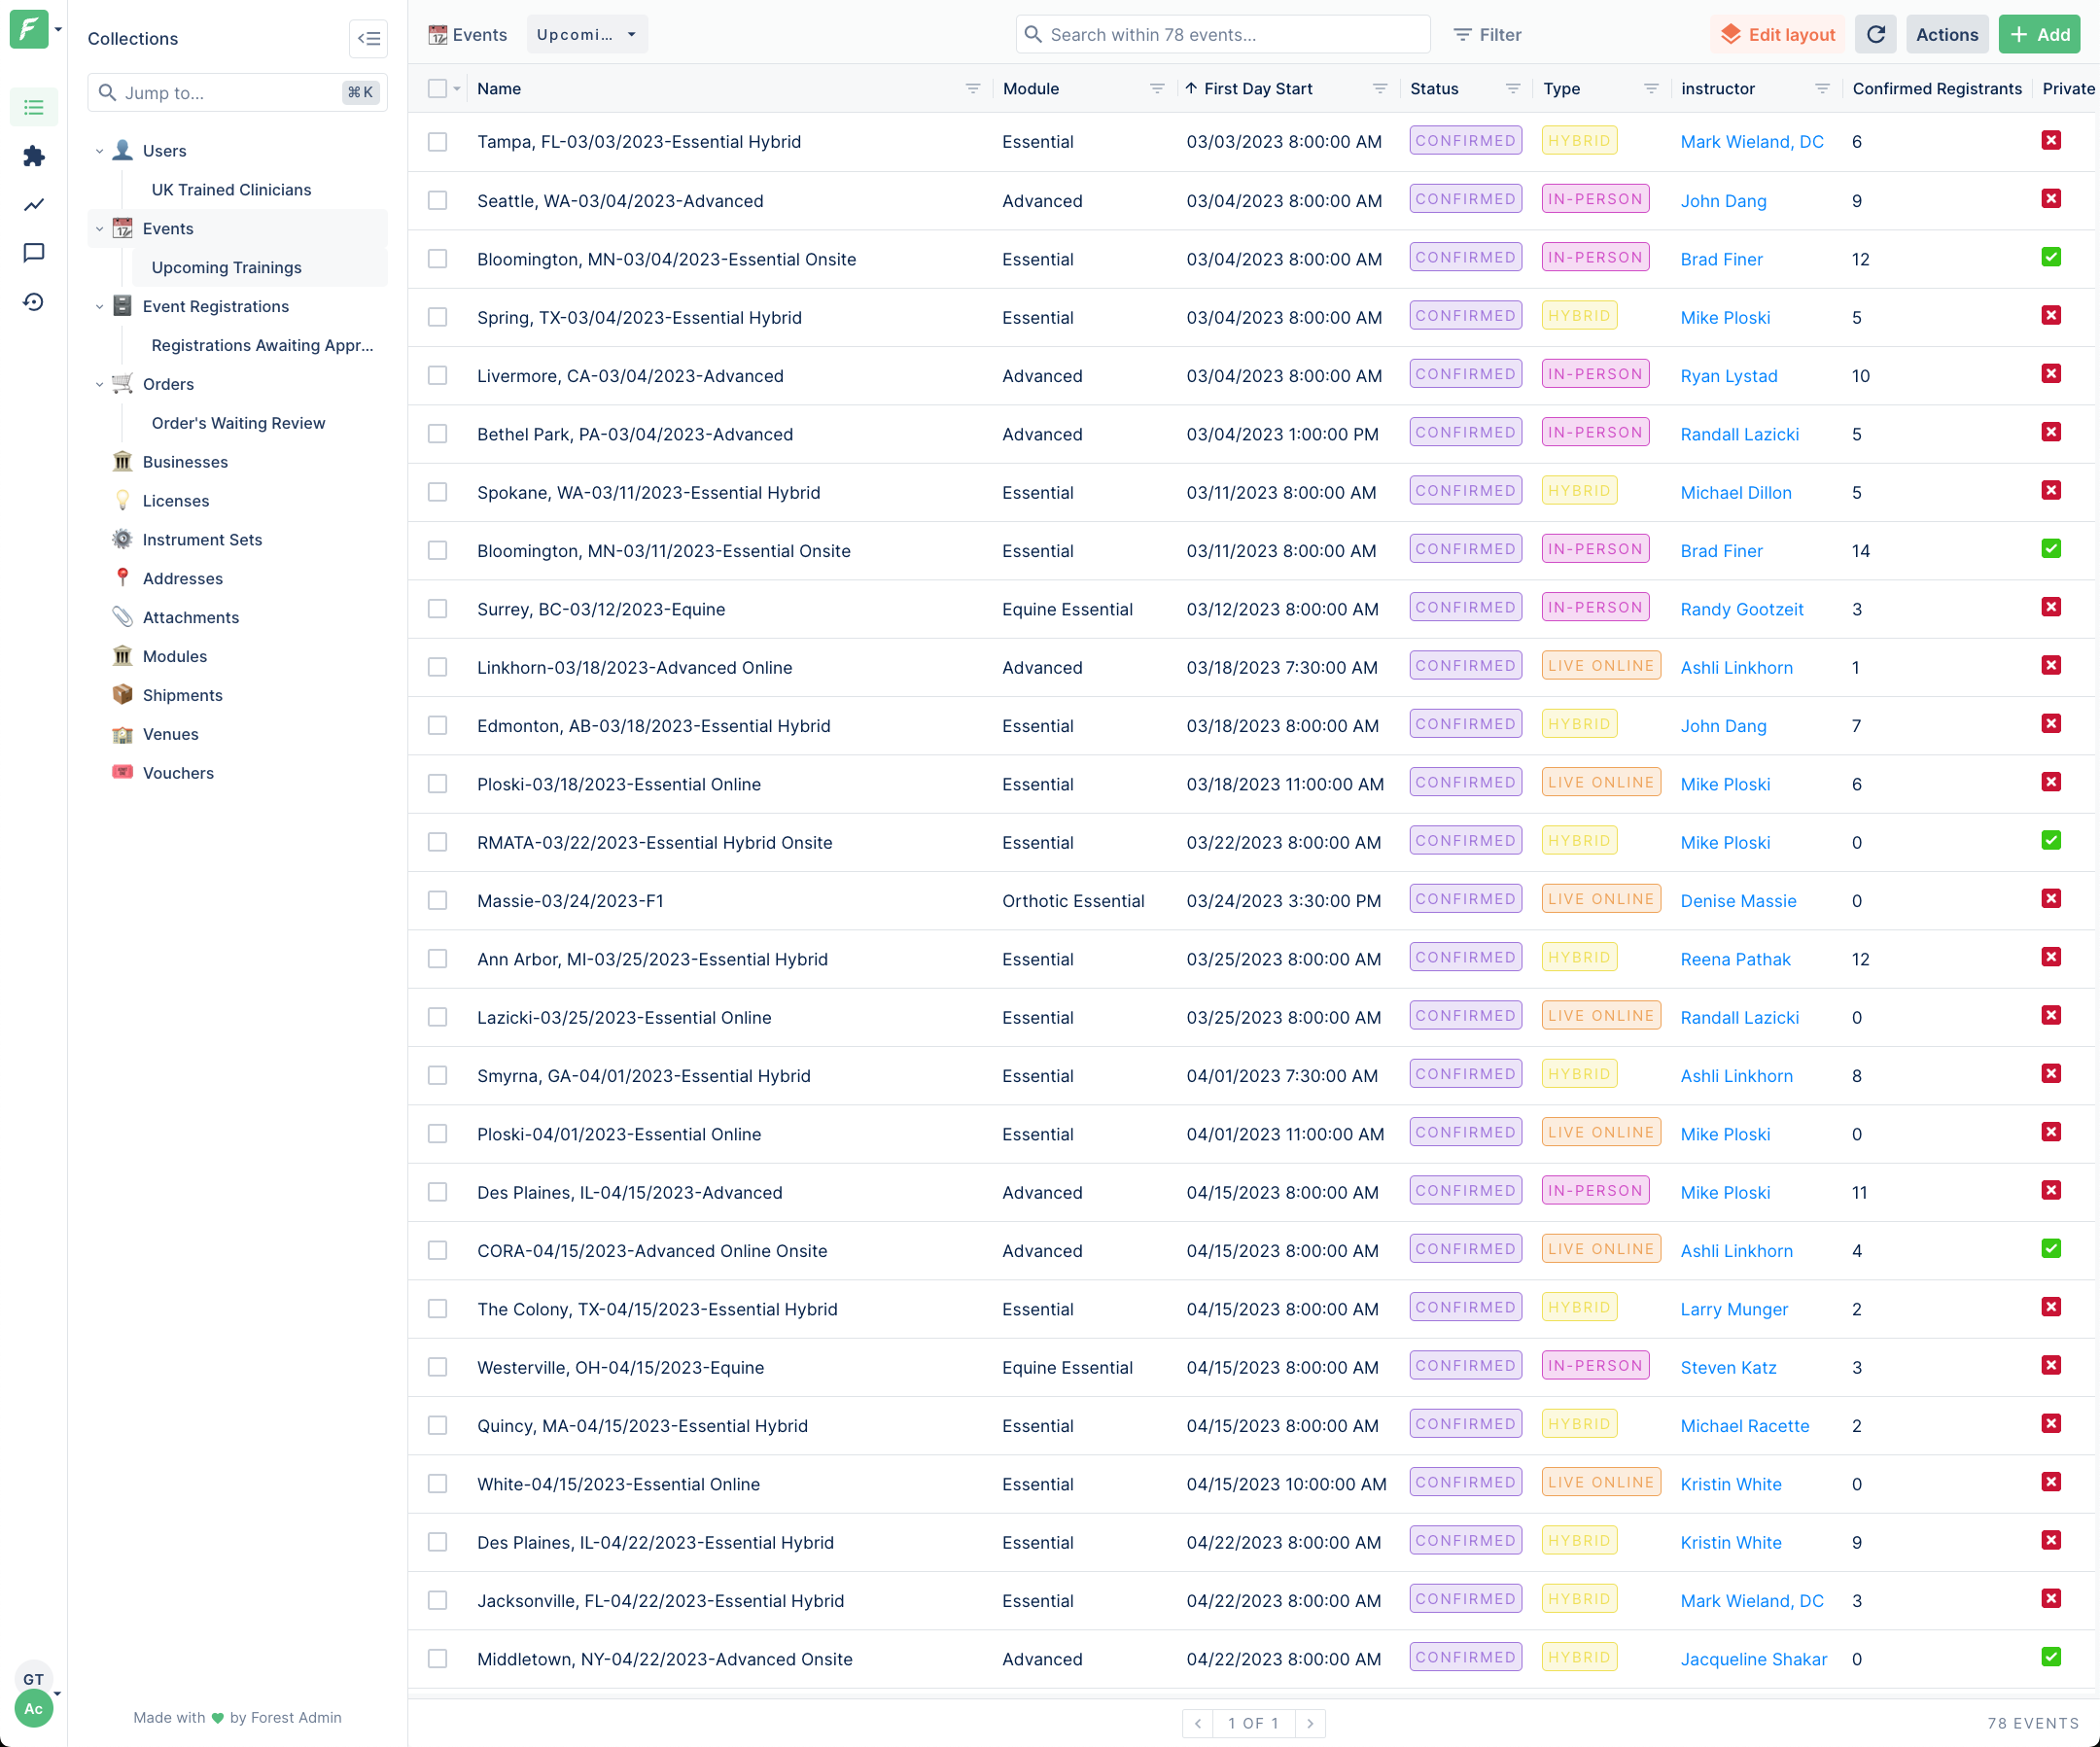 Collections
Jump to...
⌘ K
Users
UK Trained Clinicians
Events
Upcoming Trainings
Event Registrations
Registrations Awaiting Appr...
Orders
Order's Waiting Review
Businesses
Licenses
Instrument Sets
Addresses
Attachments
Modules
Shipments
Venues
Vouchers
GT
Ac
Made with by Forest Admin
Events Upcomi... Search within 78 events... Filter Edit layout Actions Add
Name Module First Day Start Status Type instructor Confirmed Registrants Private
Tampa, FL-03/03/2023-Essential Hybrid Essential 03/03/2023 8:00:00 AM CONFIRMED HYBRID Mark Wieland, DC 6
Seattle, WA-03/04/2023-Advanced Advanced 03/04/2023 8:00:00 AM CONFIRMED IN-PERSON John Dang 9
Bloomington, MN-03/04/2023-Essential Onsite Essential 03/04/2023 8:00:00 AM CONFIRMED IN-PERSON Brad Finer 12
Spring, TX-03/04/2023-Essential Hybrid Essential 03/04/2023 8:00:00 AM CONFIRMED HYBRID Mike Ploski 5
Livermore, CA-03/04/2023-Advanced Advanced 03/04/2023 8:00:00 AM CONFIRMED IN-PERSON Ryan Lystad 10
Bethel Park, PA-03/04/2023-Advanced Advanced 03/04/2023 1:00:00 PM CONFIRMED IN-PERSON Randall Lazicki 5
Spokane, WA-03/11/2023-Essential Hybrid Essential 03/11/2023 8:00:00 AM CONFIRMED HYBRID Michael Dillon 5
Bloomington, MN-03/11/2023-Essential Onsite Essential 03/11/2023 8:00:00 AM CONFIRMED IN-PERSON Brad Finer 14
Surrey, BC-03/12/2023-Equine Equine Essential 03/12/2023 8:00:00 AM CONFIRMED IN-PERSON Randy Gootzeit 3
Linkhorn-03/18/2023-Advanced Online Advanced 03/18/2023 7:30:00 AM CONFIRMED LIVE ONLINE Ashli Linkhorn 1
Edmonton, AB-03/18/2023-Essential Hybrid Essential 03/18/2023 8:00:00 AM CONFIRMED HYBRID John Dang 7
Ploski-03/18/2023-Essential Online Essential 03/18/2023 11:00:00 AM CONFIRMED LIVE ONLINE Mike Ploski 6
RMATA-03/22/2023-Essential Hybrid Onsite Essential 03/22/2023 8:00:00 AM CONFIRMED HYBRID Mike Ploski 0
Massie-03/24/2023-F1 Orthotic Essential 03/24/2023 3:30:00 PM CONFIRMED LIVE ONLINE Denise Massie 0
Ann Arbor, MI-03/25/2023-Essential Hybrid Essential 03/25/2023 8:00:00 AM CONFIRMED HYBRID Reena Pathak 12
Lazicki-03/25/2023-Essential Online Essential 03/25/2023 8:00:00 AM CONFIRMED LIVE ONLINE Randall Lazicki 0
Smyrna, GA-04/01/2023-Essential Hybrid Essential 04/01/2023 7:30:00 AM CONFIRMED HYBRID Ashli Linkhorn 8
Ploski-04/01/2023-Essential Online Essential 04/01/2023 11:00:00 AM CONFIRMED LIVE ONLINE Mike Ploski 0
Des Plaines, IL-04/15/2023-Advanced Advanced 04/15/2023 8:00:00 AM CONFIRMED IN-PERSON Mike Ploski 11
CORA-04/15/2023-Advanced Online Onsite Advanced 04/15/2023 8:00:00 AM CONFIRMED LIVE ONLINE Ashli Linkhorn 4
The Colony, TX-04/15/2023-Essential Hybrid Essential 04/15/2023 8:00:00 AM CONFIRMED HYBRID Larry Munger 2
Westerville, OH-04/15/2023-Equine Equine Essential 04/15/2023 8:00:00 AM CONFIRMED IN-PERSON Steven Katz 3
Quincy, MA-04/15/2023-Essential Hybrid Essential 04/15/2023 8:00:00 AM CONFIRMED HYBRID Michael Racette 2
White-04/15/2023-Essential Online Essential 04/15/2023 10:00:00 AM CONFIRMED LIVE ONLINE Kristin White 0
Des Plaines, IL-04/22/2023-Essential Hybrid Essential 04/22/2023 8:00:00 AM CONFIRMED HYBRID Kristin White 9
Jacksonville, FL-04/22/2023-Essential Hybrid Essential 04/22/2023 8:00:00 AM CONFIRMED HYBRID Mark Wieland, DC 3
Middletown, NY-04/22/2023-Advanced Onsite Advanced 04/22/2023 8:00:00 AM CONFIRMED HYBRID Jacqueline Shakar 0
1 OF 1
78 EVENTS